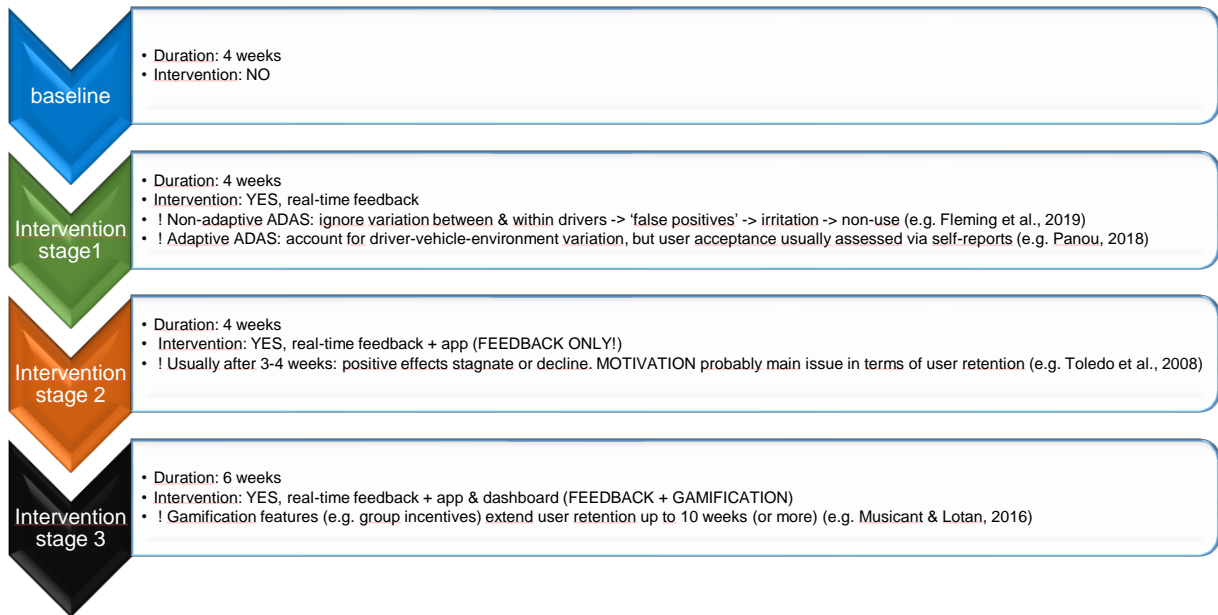 baseline
• Duration: 4 weeks
• Intervention: NO
Intervention
stage1
• Duration: 4 weeks
• Intervention: YES, real-time feedback
• ! Non-adaptive ADAS: ignore variation between & within drivers -> ‘false positives’ -> irritation -> non-use (e.g. Fleming et al., 2019)
• ! Adaptive ADAS: account for driver-vehicle-environment variation, but user acceptance usually assessed via self-reports (e.g. Panou, 2018)
Intervention
stage 2
• Duration: 4 weeks
• Intervention: YES, real-time feedback + app (FEEDBACK ONLY!)
• ! Usually after 3-4 weeks: positive effects stagnate or decline. MOTIVATION probably main issue in terms of user retention (e.g. Toledo et al., 2008)
Intervention
stage 3
• Duration: 6 weeks
• Intervention: YES, real-time feedback + app & dashboard (FEEDBACK + GAMIFICATION)
• ! Gamification features (e.g. group incentives) extend user retention up to 10 weeks (or more) (e.g. Musicant & Lotan, 2016)